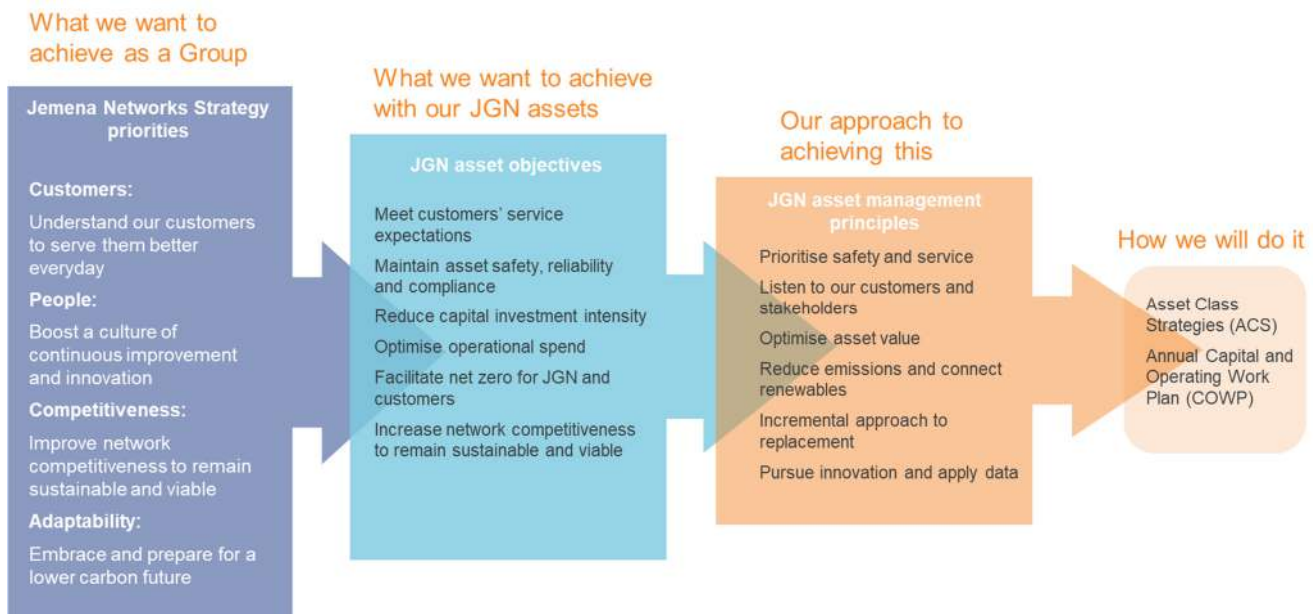 What we want to
achieve as a Group
Jemena Networks Strategy
priorities
Customers:
Understand our customers
to serve them better
everyday
People:
Boost a culture of
continuous improvement
and innovation
Competitiveness:
Improve network
competitiveness to remain
sustainable and viable
Adaptability:
Embrace and prepare for a
lower carbon future
What we want to achieve
with our JGN assets
JGN asset objectives
Meet customers' service
expectations
Maintain asset safety, reliability
and compliance
Reduce capital investment intensity
Optimise operational spend
Facilitate net zero for JGN and
customers
Increase network competitiveness
to remain sustainable and viable
Our approach to
achieving this
JGN asset management
principles
Prioritise safety and service
Listen to our customers and
stakeholders
Optimise asset value
Reduce emissions and connect
renewables
Incremental approach to
replacement
Pursue innovation and apply data
How we will do it
Asset Class
Strategies (ACS)
Annual Capital and
Operating Work
Plan (COWP)